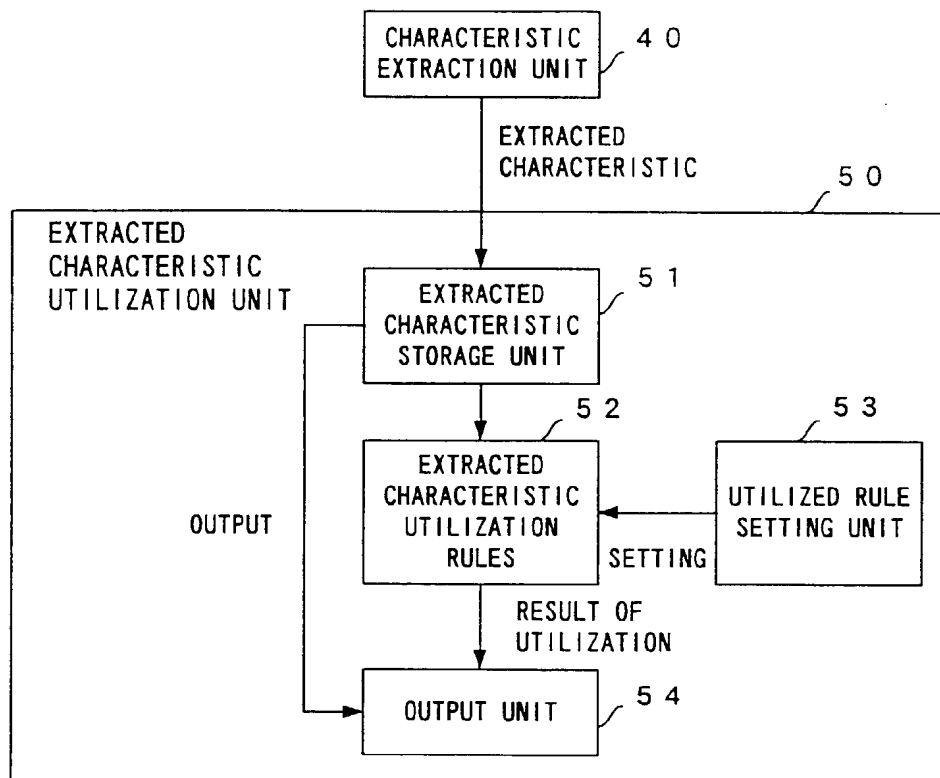 CHARACTERISTIC
EXTRACTION UNIT
40
EXTRACTED
CHARACTERISTIC
50
EXTRACTED
CHARACTERISTIC
UTILIZATION UNIT
EXTRACTED
CHARACTERISTIC
STORAGE UNIT
51
52
53
EXTRACTED
CHARACTERISTIC
UTILIZATION
RULES
UTILIZED RULE
SETTING UNIT
OUTPUT
SETTING
RESULT OF
UTILIZATION
OUTPUT UNIT
54